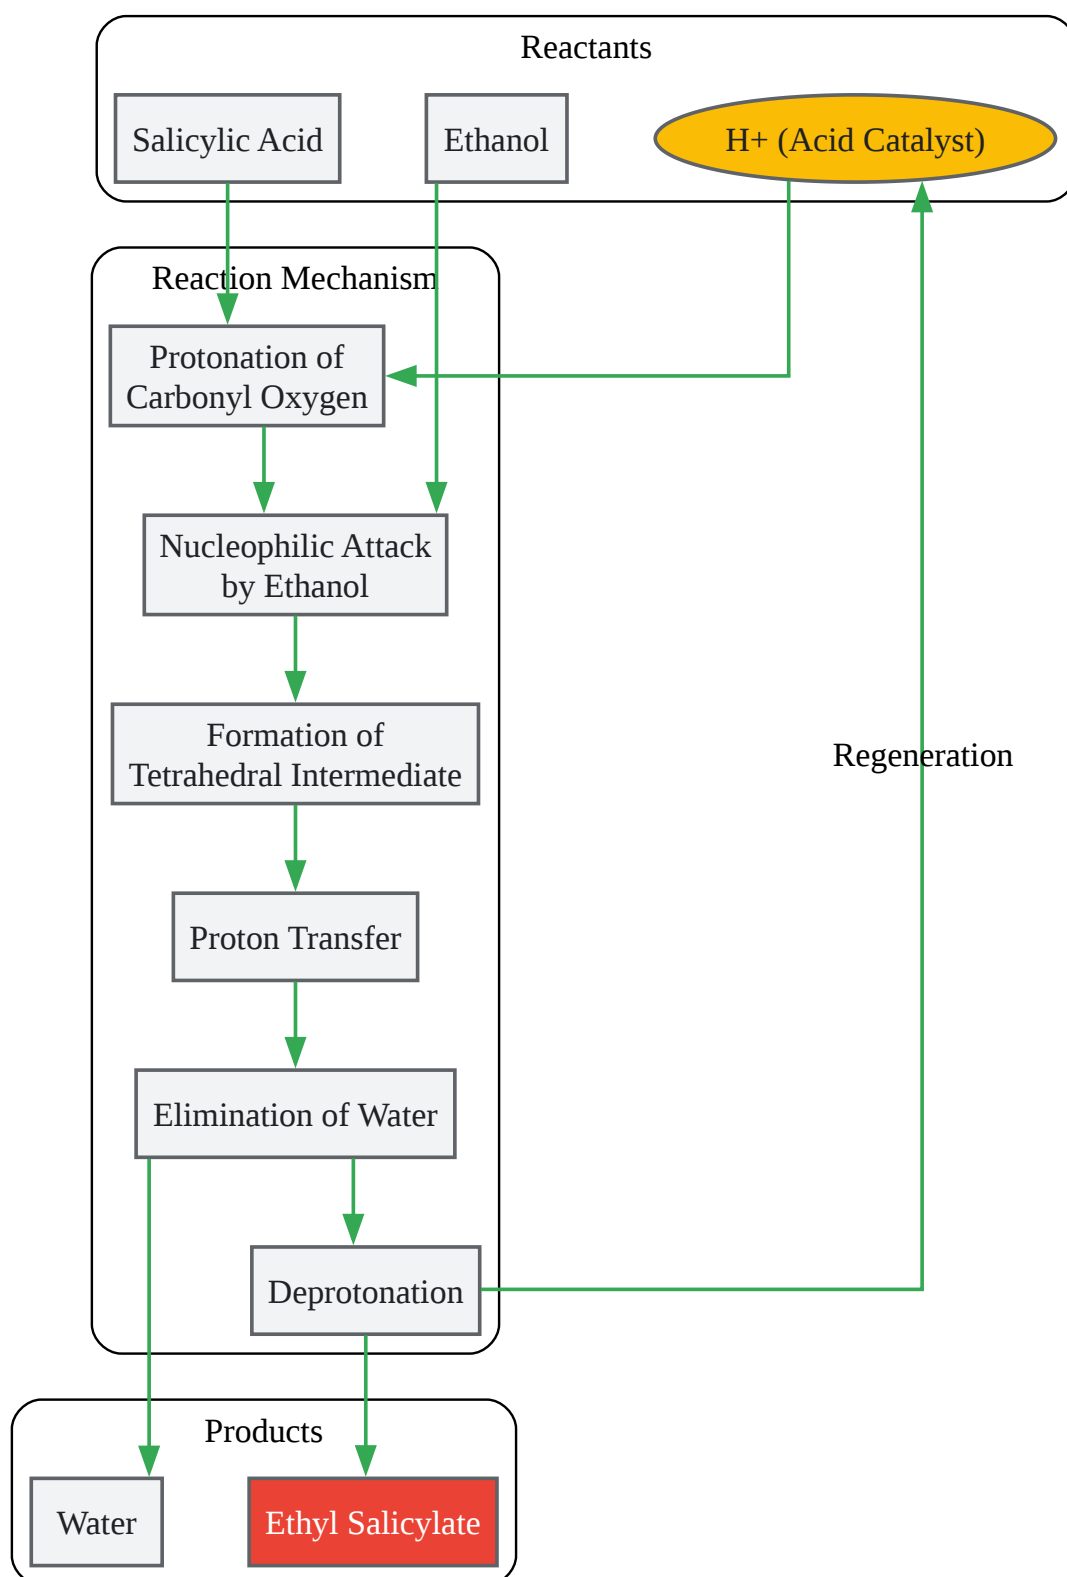 Reactants
Salicylic Acid
Ethanol
H+ (Acid Catalyst)
Reaction Mechanism
Protonation of
Carbonyl Oxygen
Nucleophilic Attack
by Ethanol
Formation of
Tetrahedral Intermediate
Regeneration
Proton Transfer
Elimination of Water
Deprotonation
Products
Water
Ethyl Salicylate